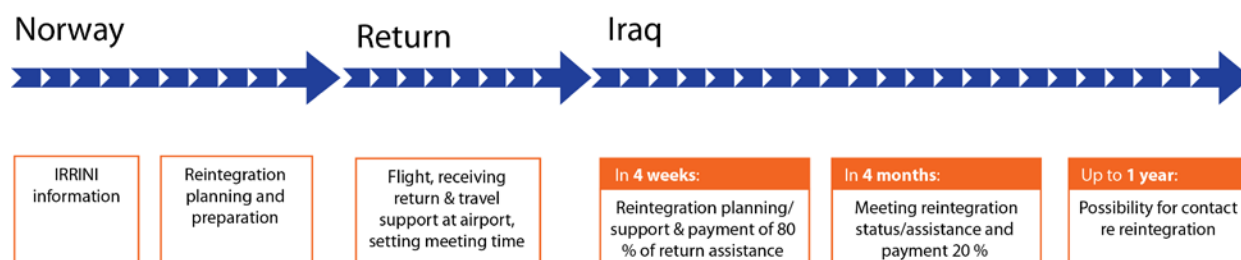 Norway
Return
Iraq
IRRINI
information
Reintegration
planning and
preparation
Flight, receiving
return & travel
support at airport,
setting meeting time
In 4 weeks:
Reintegration planning/
support & payment of 80
% of return assistance
In 4 months:
Meeting reintegration
status/assistance and
payment 20 %
Up to 1 year:
Possibility for contact
re reintegration